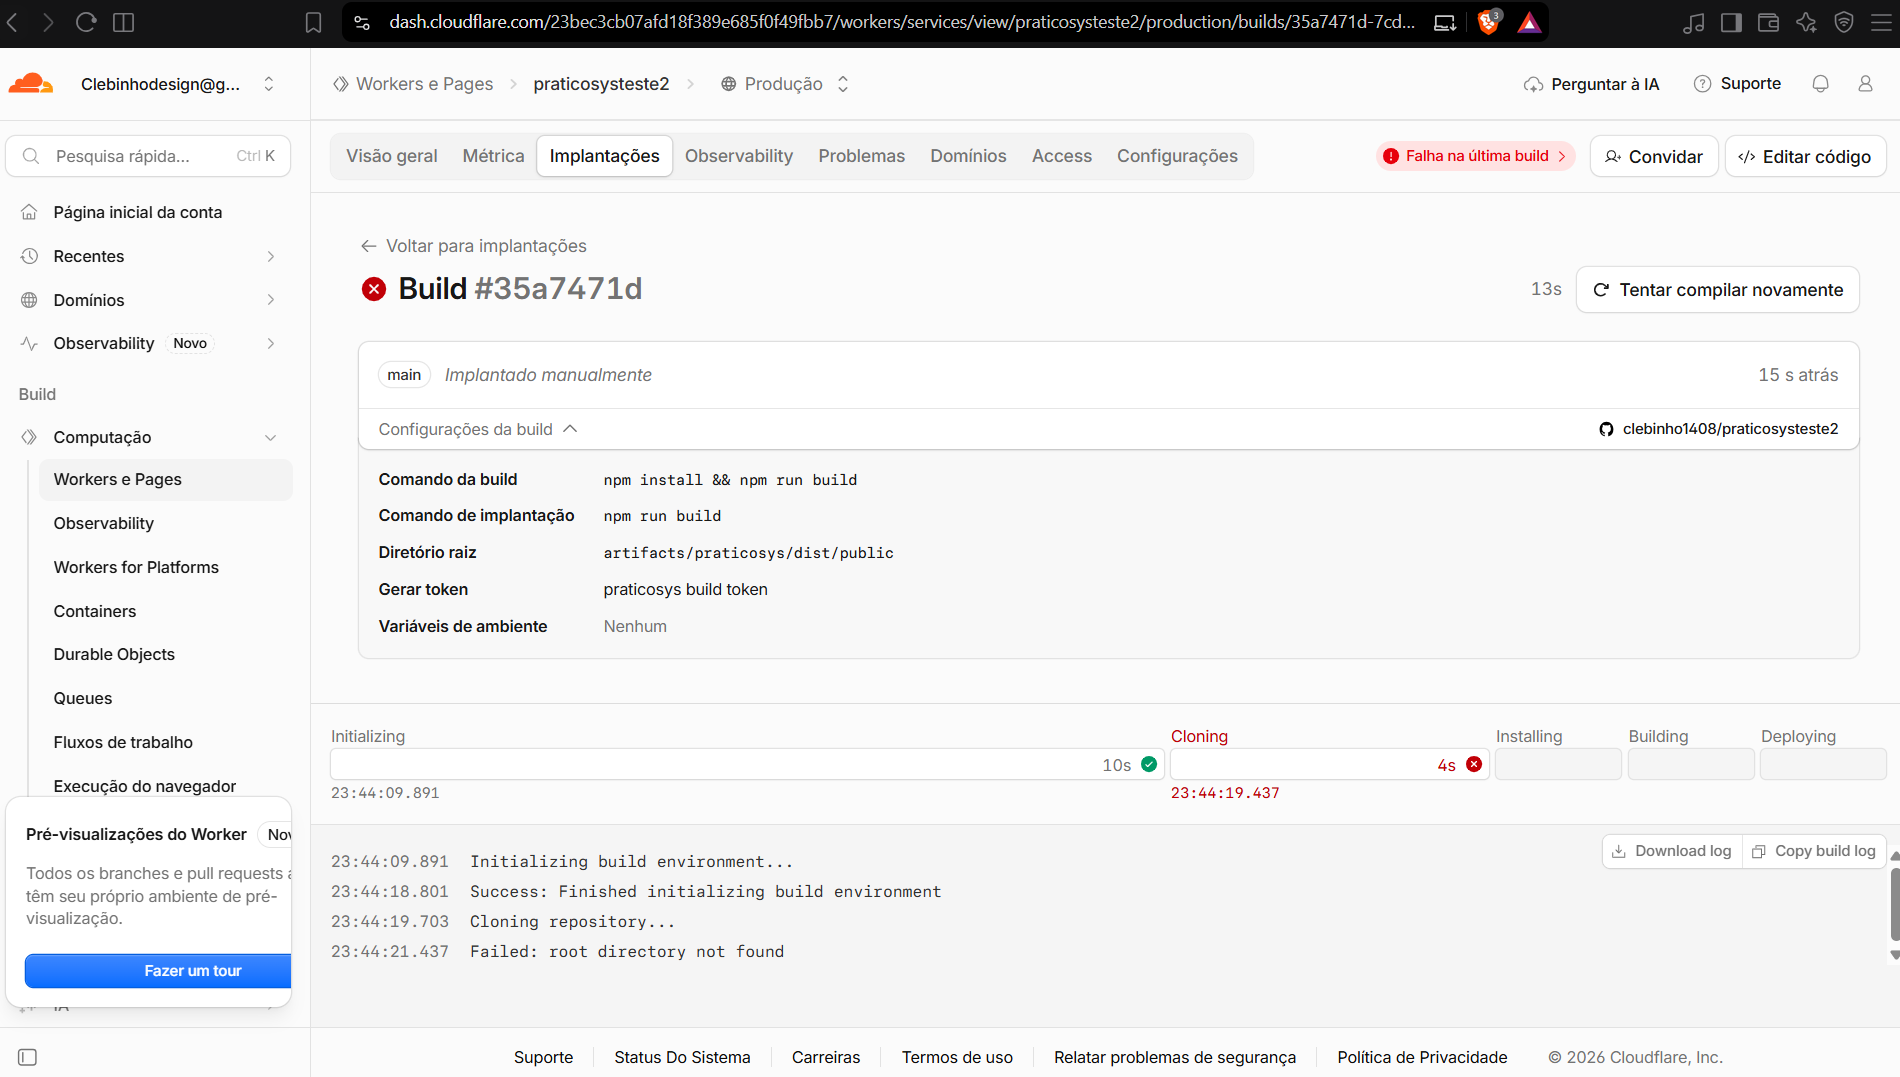 dash.cloudflare.com/23bec3cb07afd18f389e685f0f49fbb7/workers/services/view/praticosysteste2/production/builds/35a7471d-7cd...
3
Clebinhodesign@g...
Workers e Pages
praticosysteste2
Produção
Perguntar à IA
Suporte
Pesquisa rápida...
Ctrl K
Visão geral
Métrica
Implantações
Observability
Problemas
Domínios
Access
Configurações
Falha na última build
Convidar
Editar código
Página inicial da conta
Recentes
Domínios
Observability
Novo
Build
Computação
Workers e Pages
Observability
Workers for Platforms
Containers
Durable Objects
Queues
Fluxos de trabalho
Execução do navegador
Pré-visualizações do Worker
Nov
Todos os branches e pull requests a
têm seu próprio ambiente de pré-
visualização.
Fazer um tour
IA
Voltar para implantações
Build #35a7471d
13s
Tentar compilar novamente
main
Implantado manualmente
15 s atrás
Configurações da build
clebinho1408/praticosysteste2
Comando da build
npm install && npm run build
Comando de implantação
npm run build
Diretório raiz
artifacts/praticosys/dist/public
Gerar token
praticosys build token
Variáveis de ambiente
Nenhum
Initializing
10s
23:44:09.891
Cloning
4s
23:44:19.437
Installing
Building
Deploying
Download log
Copy build log
23:44:09.891 Initializing build environment...
23:44:18.801 Success: Finished initializing build environment
23:44:19.703 Cloning repository...
23:44:21.437 Failed: root directory not found
Suporte
Status Do Sistema
Carreiras
Termos de uso
Relatar problemas de segurança
Política de Privacidade
© 2026 Cloudflare, Inc.